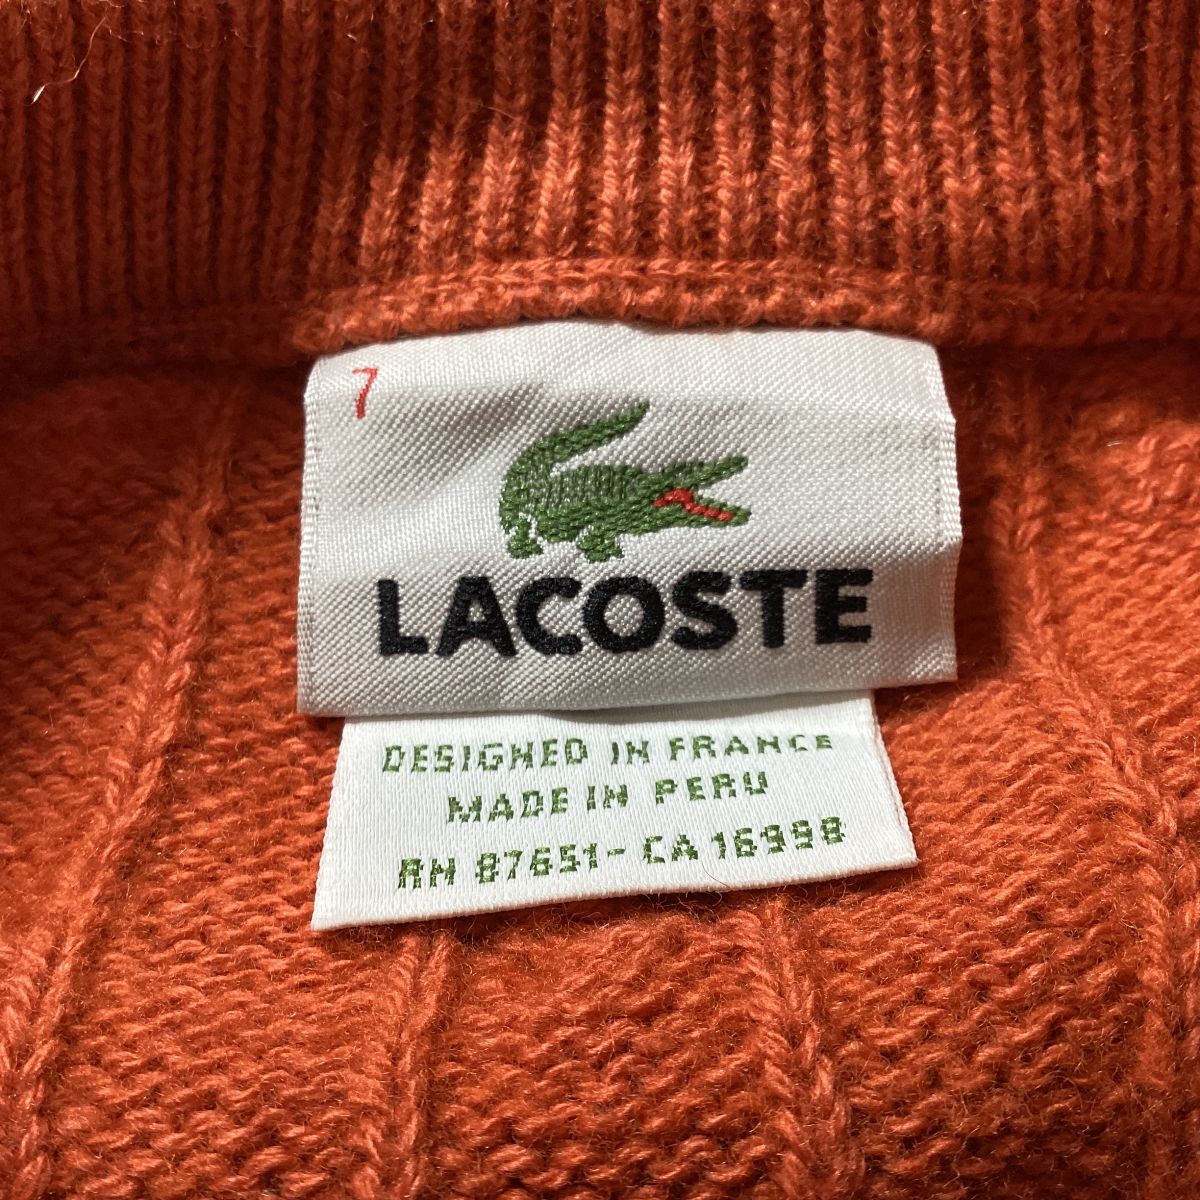 7
LACOSTE
DESIGNED IN FRANCE
MADE IN PERU
RN 87651-CA 16998